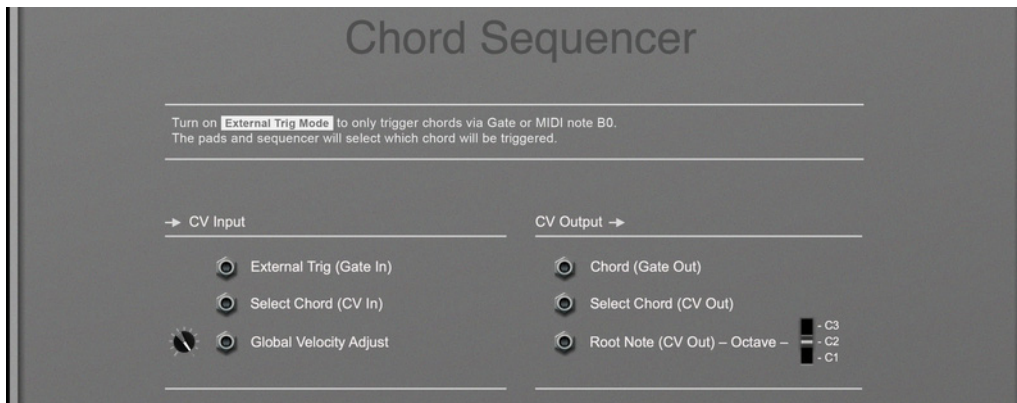 Chord Sequencer
Turn on External Trig Mode to only trigger chords via Gate or MIDI note B0.
The pads and sequencer will select which chord will be triggered.
→ CV Input
External Trig (Gate In)
Select Chord (CV In)
Global Velocity Adjust
CV Output →
Chord (Gate Out)
Select Chord (CV Out)
Root Note (CV Out) – Octave –
- C3
- C2
- C1